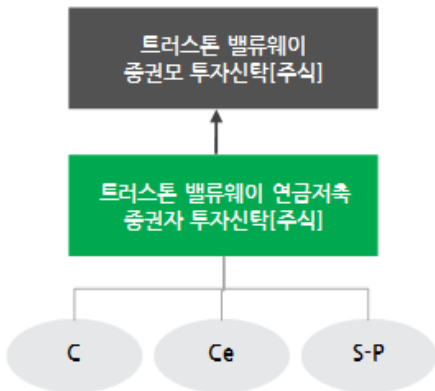 트러스톤 밸류웨이
증권모 투자신탁[주식]
트러스톤 밸류웨이 연금저축
증권자 투자신탁[주식]
C
Ce
S-P